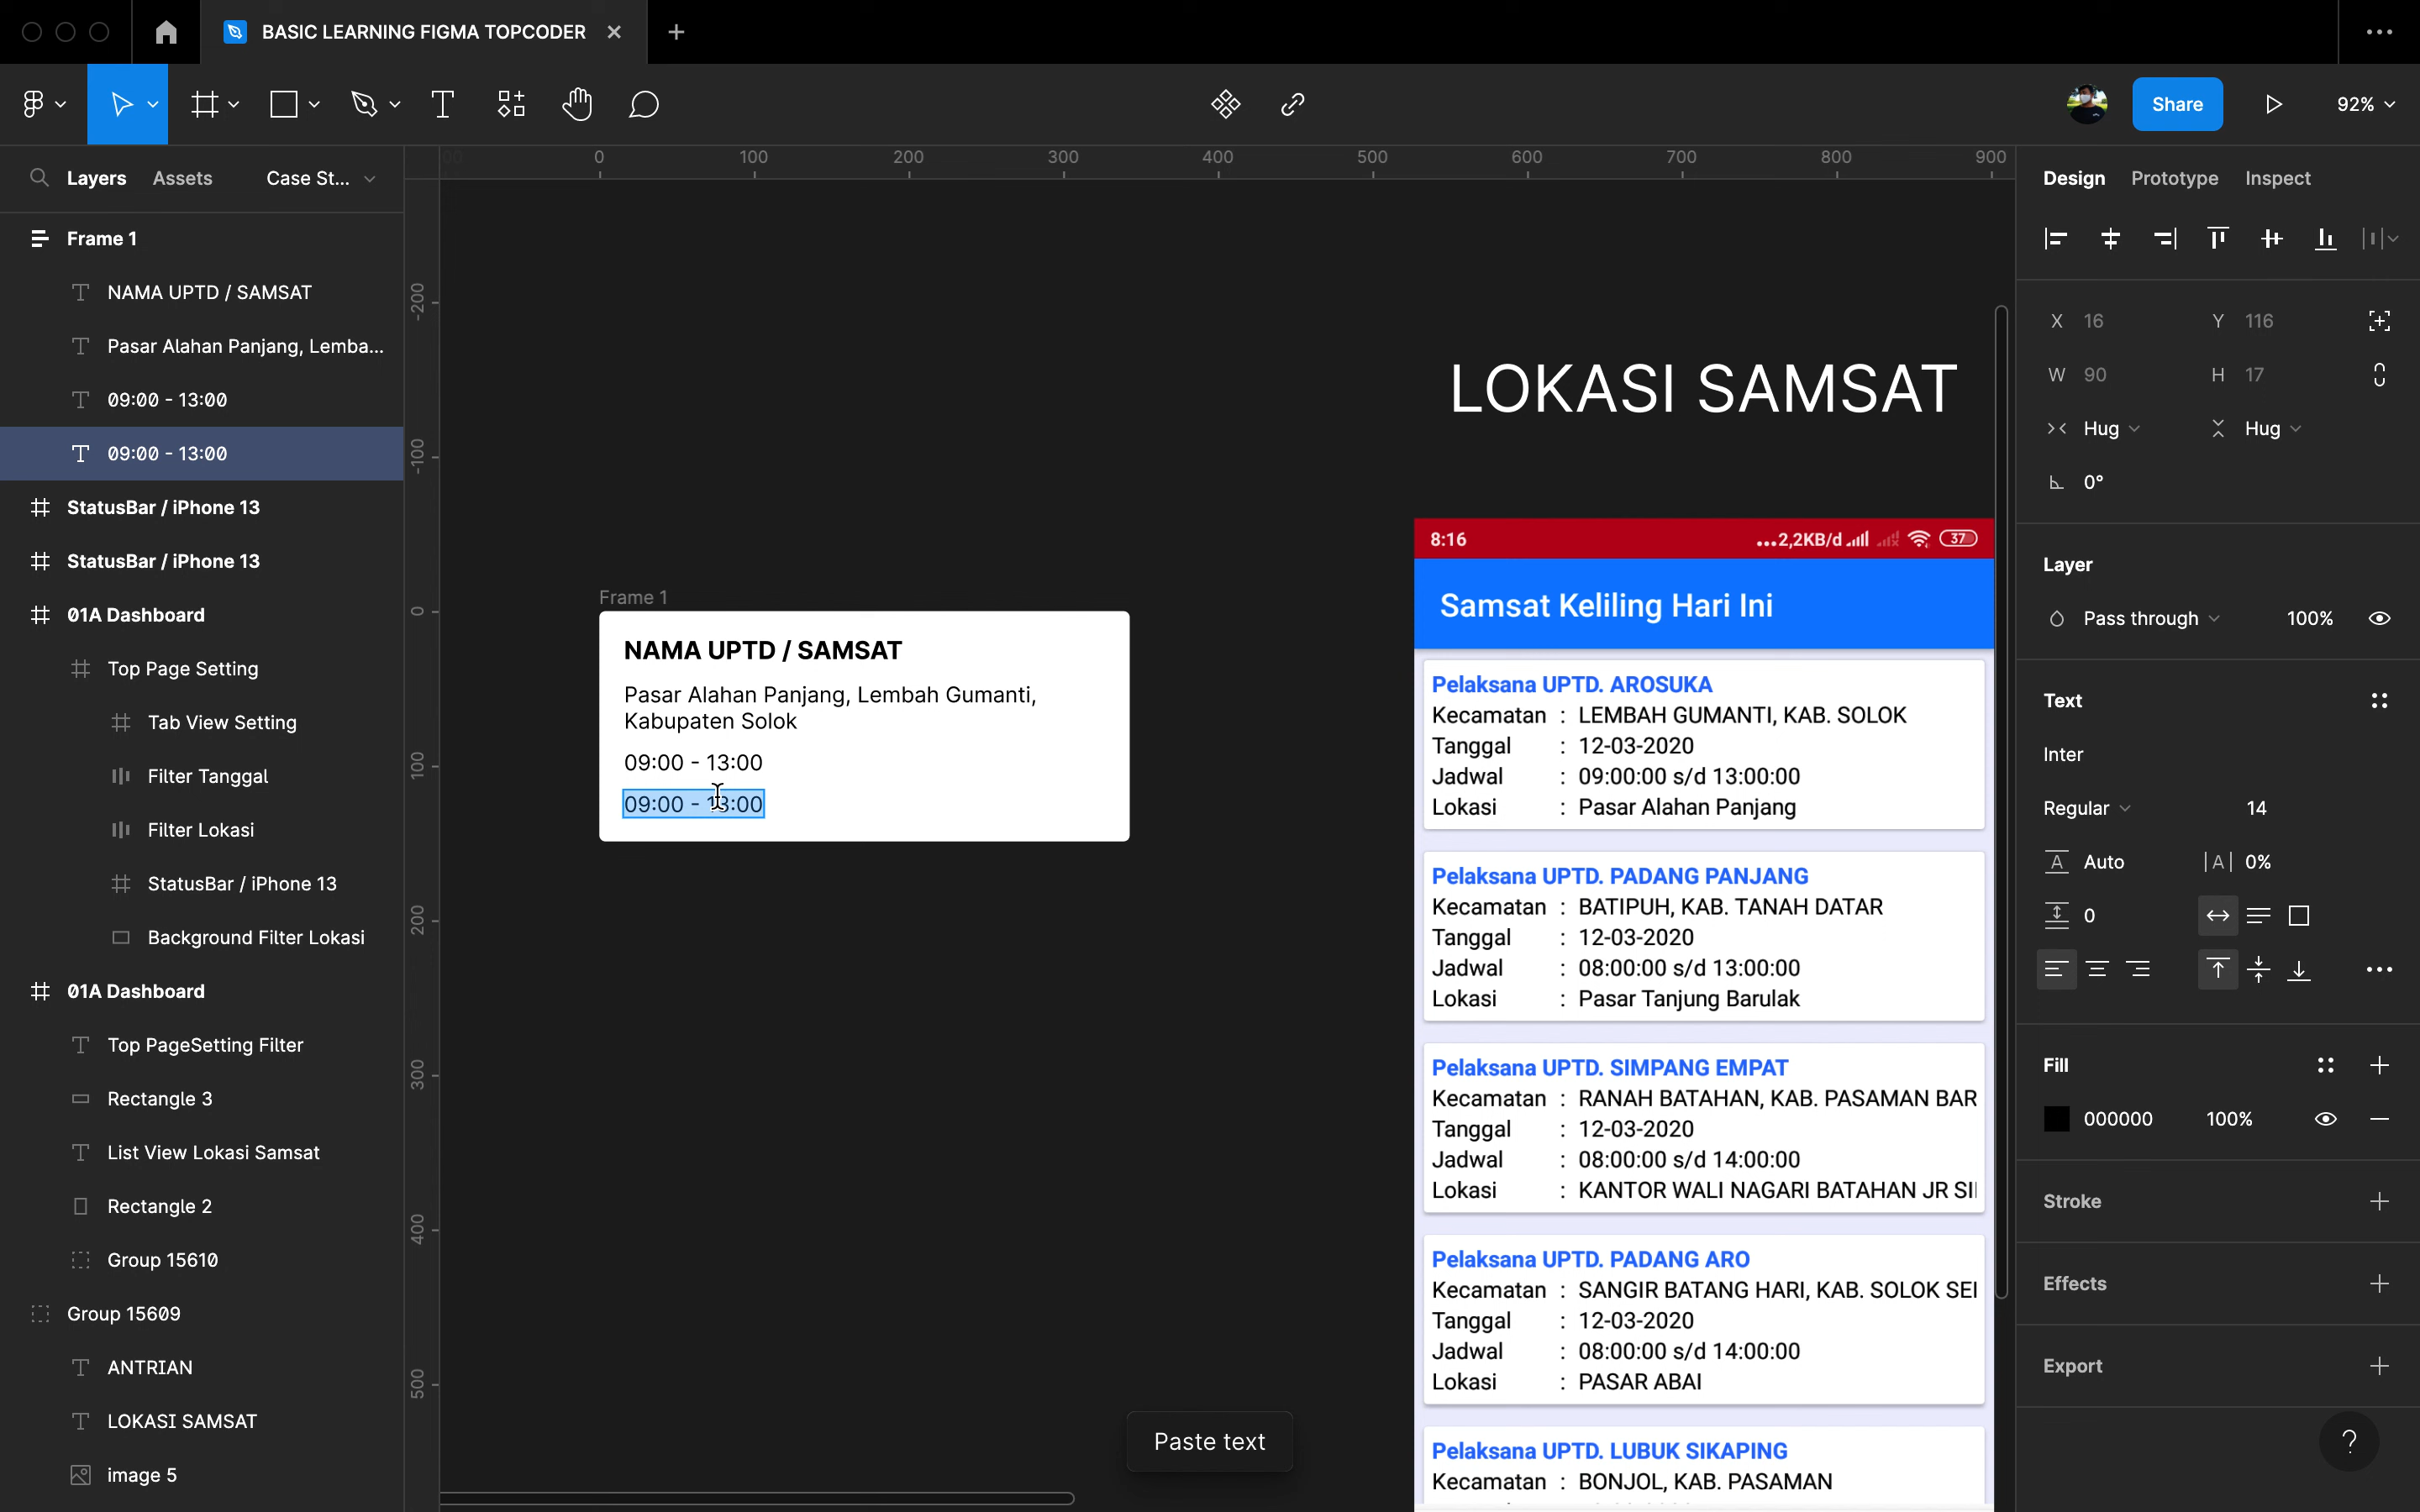 BASIC LEARNING FIGMA TOPCODER
Share
92%
Layers
Assets
Case St...
Frame 1
NAMA UPTD / SAMSAT
Pasar Alahan Panjang, Lemba...
09:00 - 13:00
09:00 - 13:00
StatusBar / iPhone 13
StatusBar / iPhone 13
01A Dashboard
Top Page Setting
Tab View Setting
Filter Tanggal
Filter Lokasi
StatusBar / iPhone 13
Background Filter Lokasi
01A Dashboard
Top PageSetting Filter
Rectangle 3
List View Lokasi Samsat
Rectangle 2
Group 15610
Group 15609
ANTRIAN
LOKASI SAMSAT
image 5
0 100 200 300 400 500 600 700 800 900
-200
-100
0
100
200
300
400
500
Frame 1
NAMA UPTD / SAMSAT
Pasar Alahan Panjang, Lembah Gumanti,
Kabupaten Solok
09:00 - 13:00
09:00 - 13:00
LOKASI SAMSAT
8:16
...2,2KB/d
37
Samsat Keliling Hari Ini
Pelaksana UPTD. AROSUKA
Kecamatan : LEMBAH GUMANTI, KAB. SOLOK
Tanggal : 12-03-2020
Jadwal : 09:00:00 s/d 13:00:00
Lokasi : Pasar Alahan Panjang
Pelaksana UPTD. PADANG PANJANG
Kecamatan : BATIPUH, KAB. TANAH DATAR
Tanggal : 12-03-2020
Jadwal : 08:00:00 s/d 13:00:00
Lokasi : Pasar Tanjung Barulak
Pelaksana UPTD. SIMPANG EMPAT
Kecamatan : RANAH BATAHAN, KAB. PASAMAN BAR
Tanggal : 12-03-2020
Jadwal : 08:00:00 s/d 14:00:00
Lokasi : KANTOR WALI NAGARI BATAHAN JR SI
Pelaksana UPTD. PADANG ARO
Kecamatan : SANGIR BATANG HARI, KAB. SOLOK SEI
Tanggal : 12-03-2020
Jadwal : 08:00:00 s/d 14:00:00
Lokasi : PASAR ABAI
Pelaksana UPTD. LUBUK SIKAPING
Kecamatan : BONJOL, KAB. PASAMAN
Paste text
Design
Prototype
Inspect
X 16
Y 116
W 90
H 17
Hug
Hug
0°
Layer
Pass through
100%
Text
Inter
Regular
14
Auto
0%
0
Fill
000000
100%
Stroke
Effects
Export
?